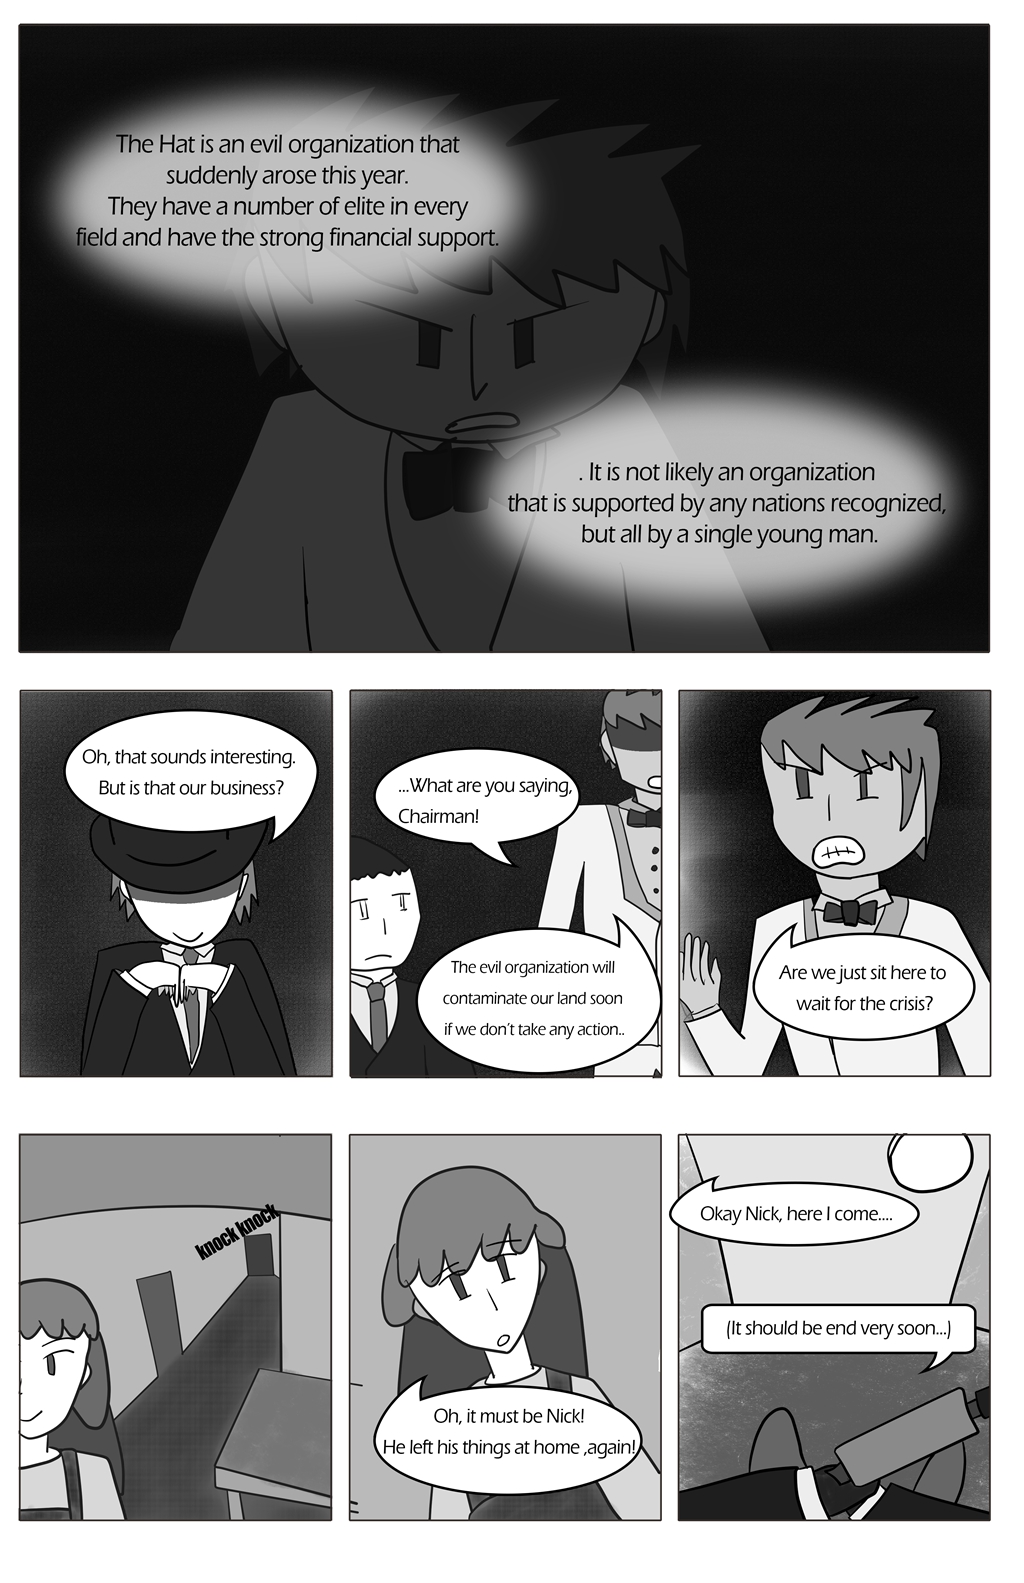 The Hat is an evil organization that
suddenly arose this year.
They have a number of elite in every
field and have the strong financial support.
. It is not likely an organization
that is supported by any nations recognized,
but all by a single young man.
Oh, that sounds interesting.
But is that our business?
...What are you saying,
Chairman!
The evil organization will
contaminate our land soon
if we don't take any action..
Are we just sit here to
wait for the crisis?
knock knock
Oh, it must be Nick!
He left his things at home ,again!
Okay Nick, here I come....
(It should be end very soon...)